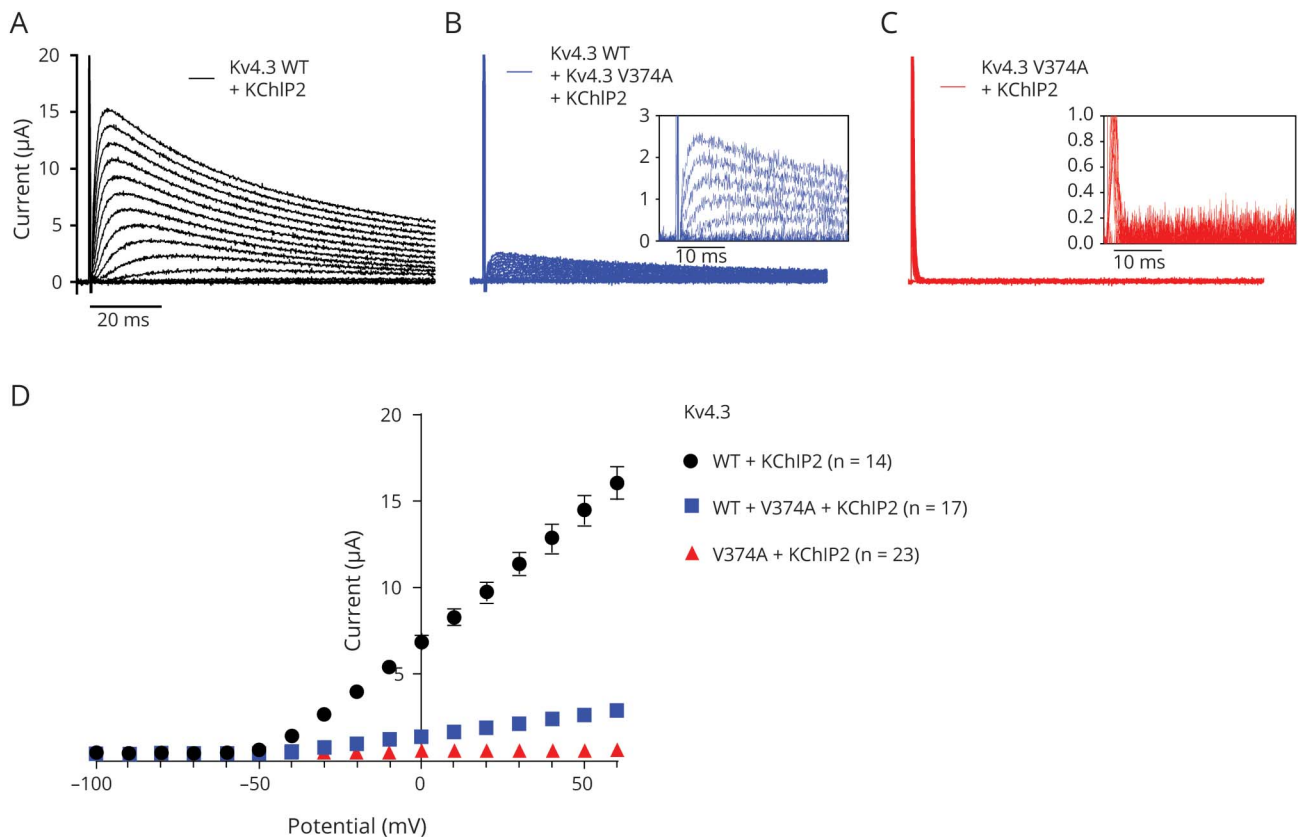 A
Kv4.3 WT
+ KChIP2
20
15
10
5
0
Current (µA)
20 ms
B
Kv4.3 WT
+ Kv4.3 V374A
+ KChIP2
3
2
1
0
10 ms
C
Kv4.3 V374A
+ KChIP2
1.0
0.8
0.6
0.4
0.2
0.0
10 ms
D
20
15
10
5
Current (µA)
−100
−50
0
50
Potential (mV)
Kv4.3
WT + KChIP2 (n = 14)
WT + V374A + KChIP2 (n = 17)
V374A + KChIP2 (n = 23)